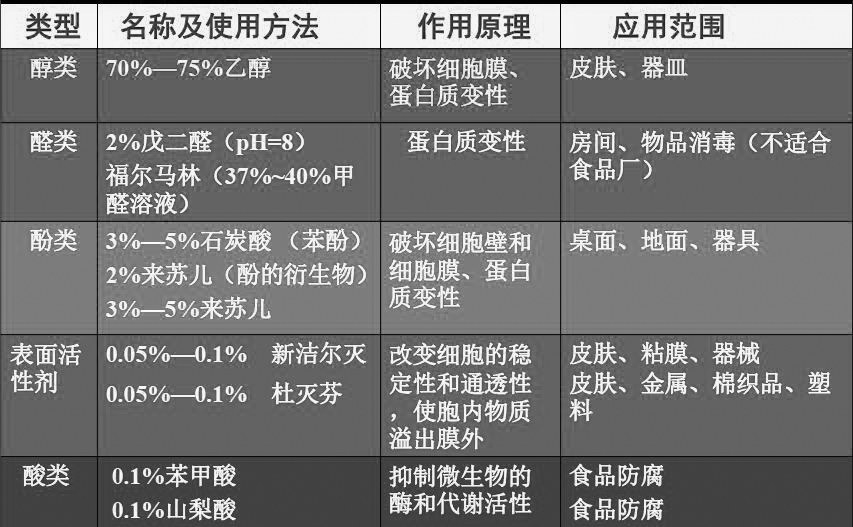 类型 名称及使用方法 作用原理 应用范围
醇类 70%—75%乙醇 破坏细胞膜、 皮肤、器皿
蛋白质变性
醛类 2%戊二醛（pH=8） 蛋白质变性 房间、物品消毒（不适合
福尔马林（37%~40%甲 食品厂）
醛溶液）
酚类 3%—5%石炭酸 （苯酚） 破坏细胞壁和 桌面、地面、器具
2%来苏儿（酚的衍生物） 细胞膜、蛋白
3%—5%来苏儿 质变性
表面活 0.05%—0.1% 新洁尔灭 改变细胞的稳 皮肤、粘膜、器械
性剂 0.05%—0.1% 杜灭芬 定性和通透性 皮肤、金属、棉织品、塑
，使胞内物质 料
溢出膜外
酸类 0.1%苯甲酸 抑制微生物的 食品防腐
0.1%山梨酸 酶和代谢活性 食品防腐